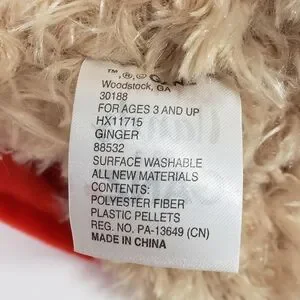 Woodstock, GA
30188
FOR AGES 3 AND UP
HX11715
GINGER
88532
SURFACE WASHABLE
ALL NEW MATERIALS
CONTENTS:
POLYESTER FIBER
PLASTIC PELLETS
REG. NO. PA-13649 (CN)
MADE IN CHINA